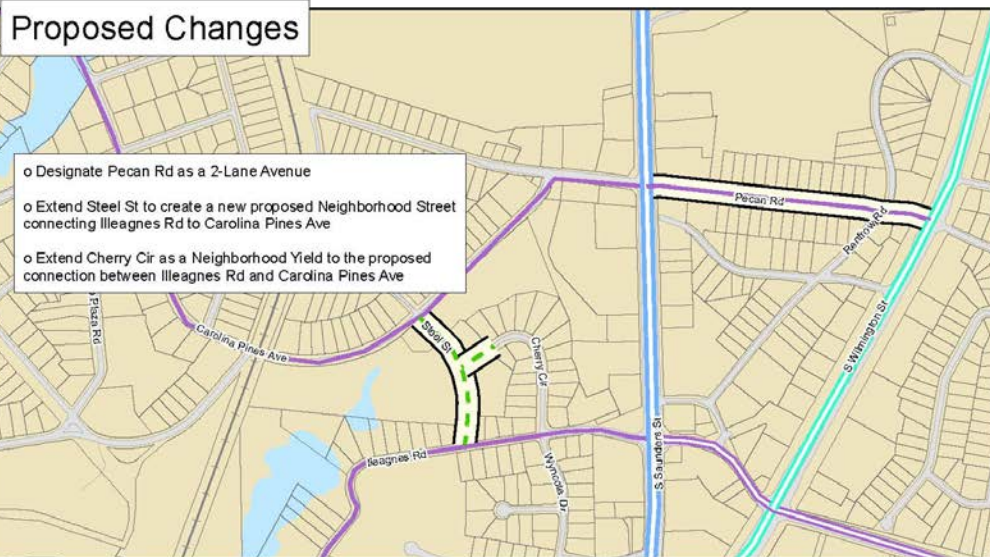 Proposed Changes
o Designate Pecan Rd as a 2-Lane Avenue
o Extend Steel St to create a new proposed Neighborhood Street
connecting Illeagnes Rd to Carolina Pines Ave
o Extend Cherry Cir as a Neighborhood Yield to the proposed
connection between Illeagnes Rd and Carolina Pines Ave
Pecan Rd
Renfrow Rd
Plaza Rd
Carolina Pines Ave
Steel St
Cherry Cir
S Wilmington St
Ileagnes Rd
Wyncote Dr
S Saunders St